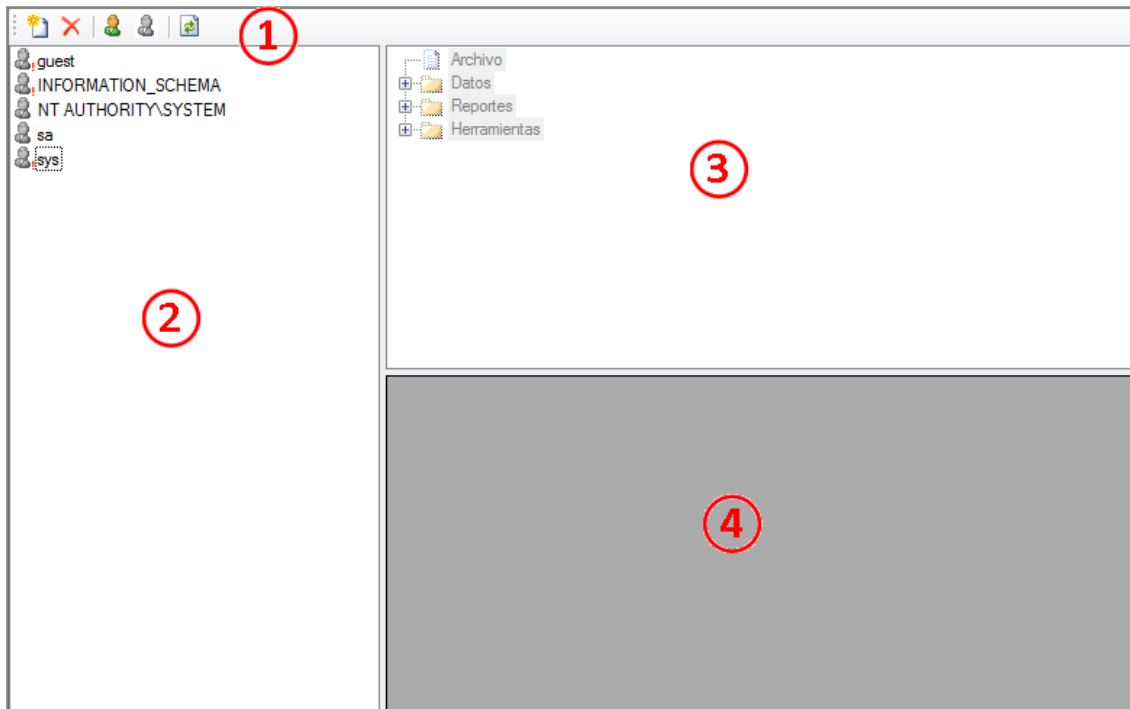 ①
guest
INFORMATION_SCHEMA
NT AUTHORITY\SYSTEM
sa
sys
②
Archivo
Datos
Reportes
Herramientas
③
④